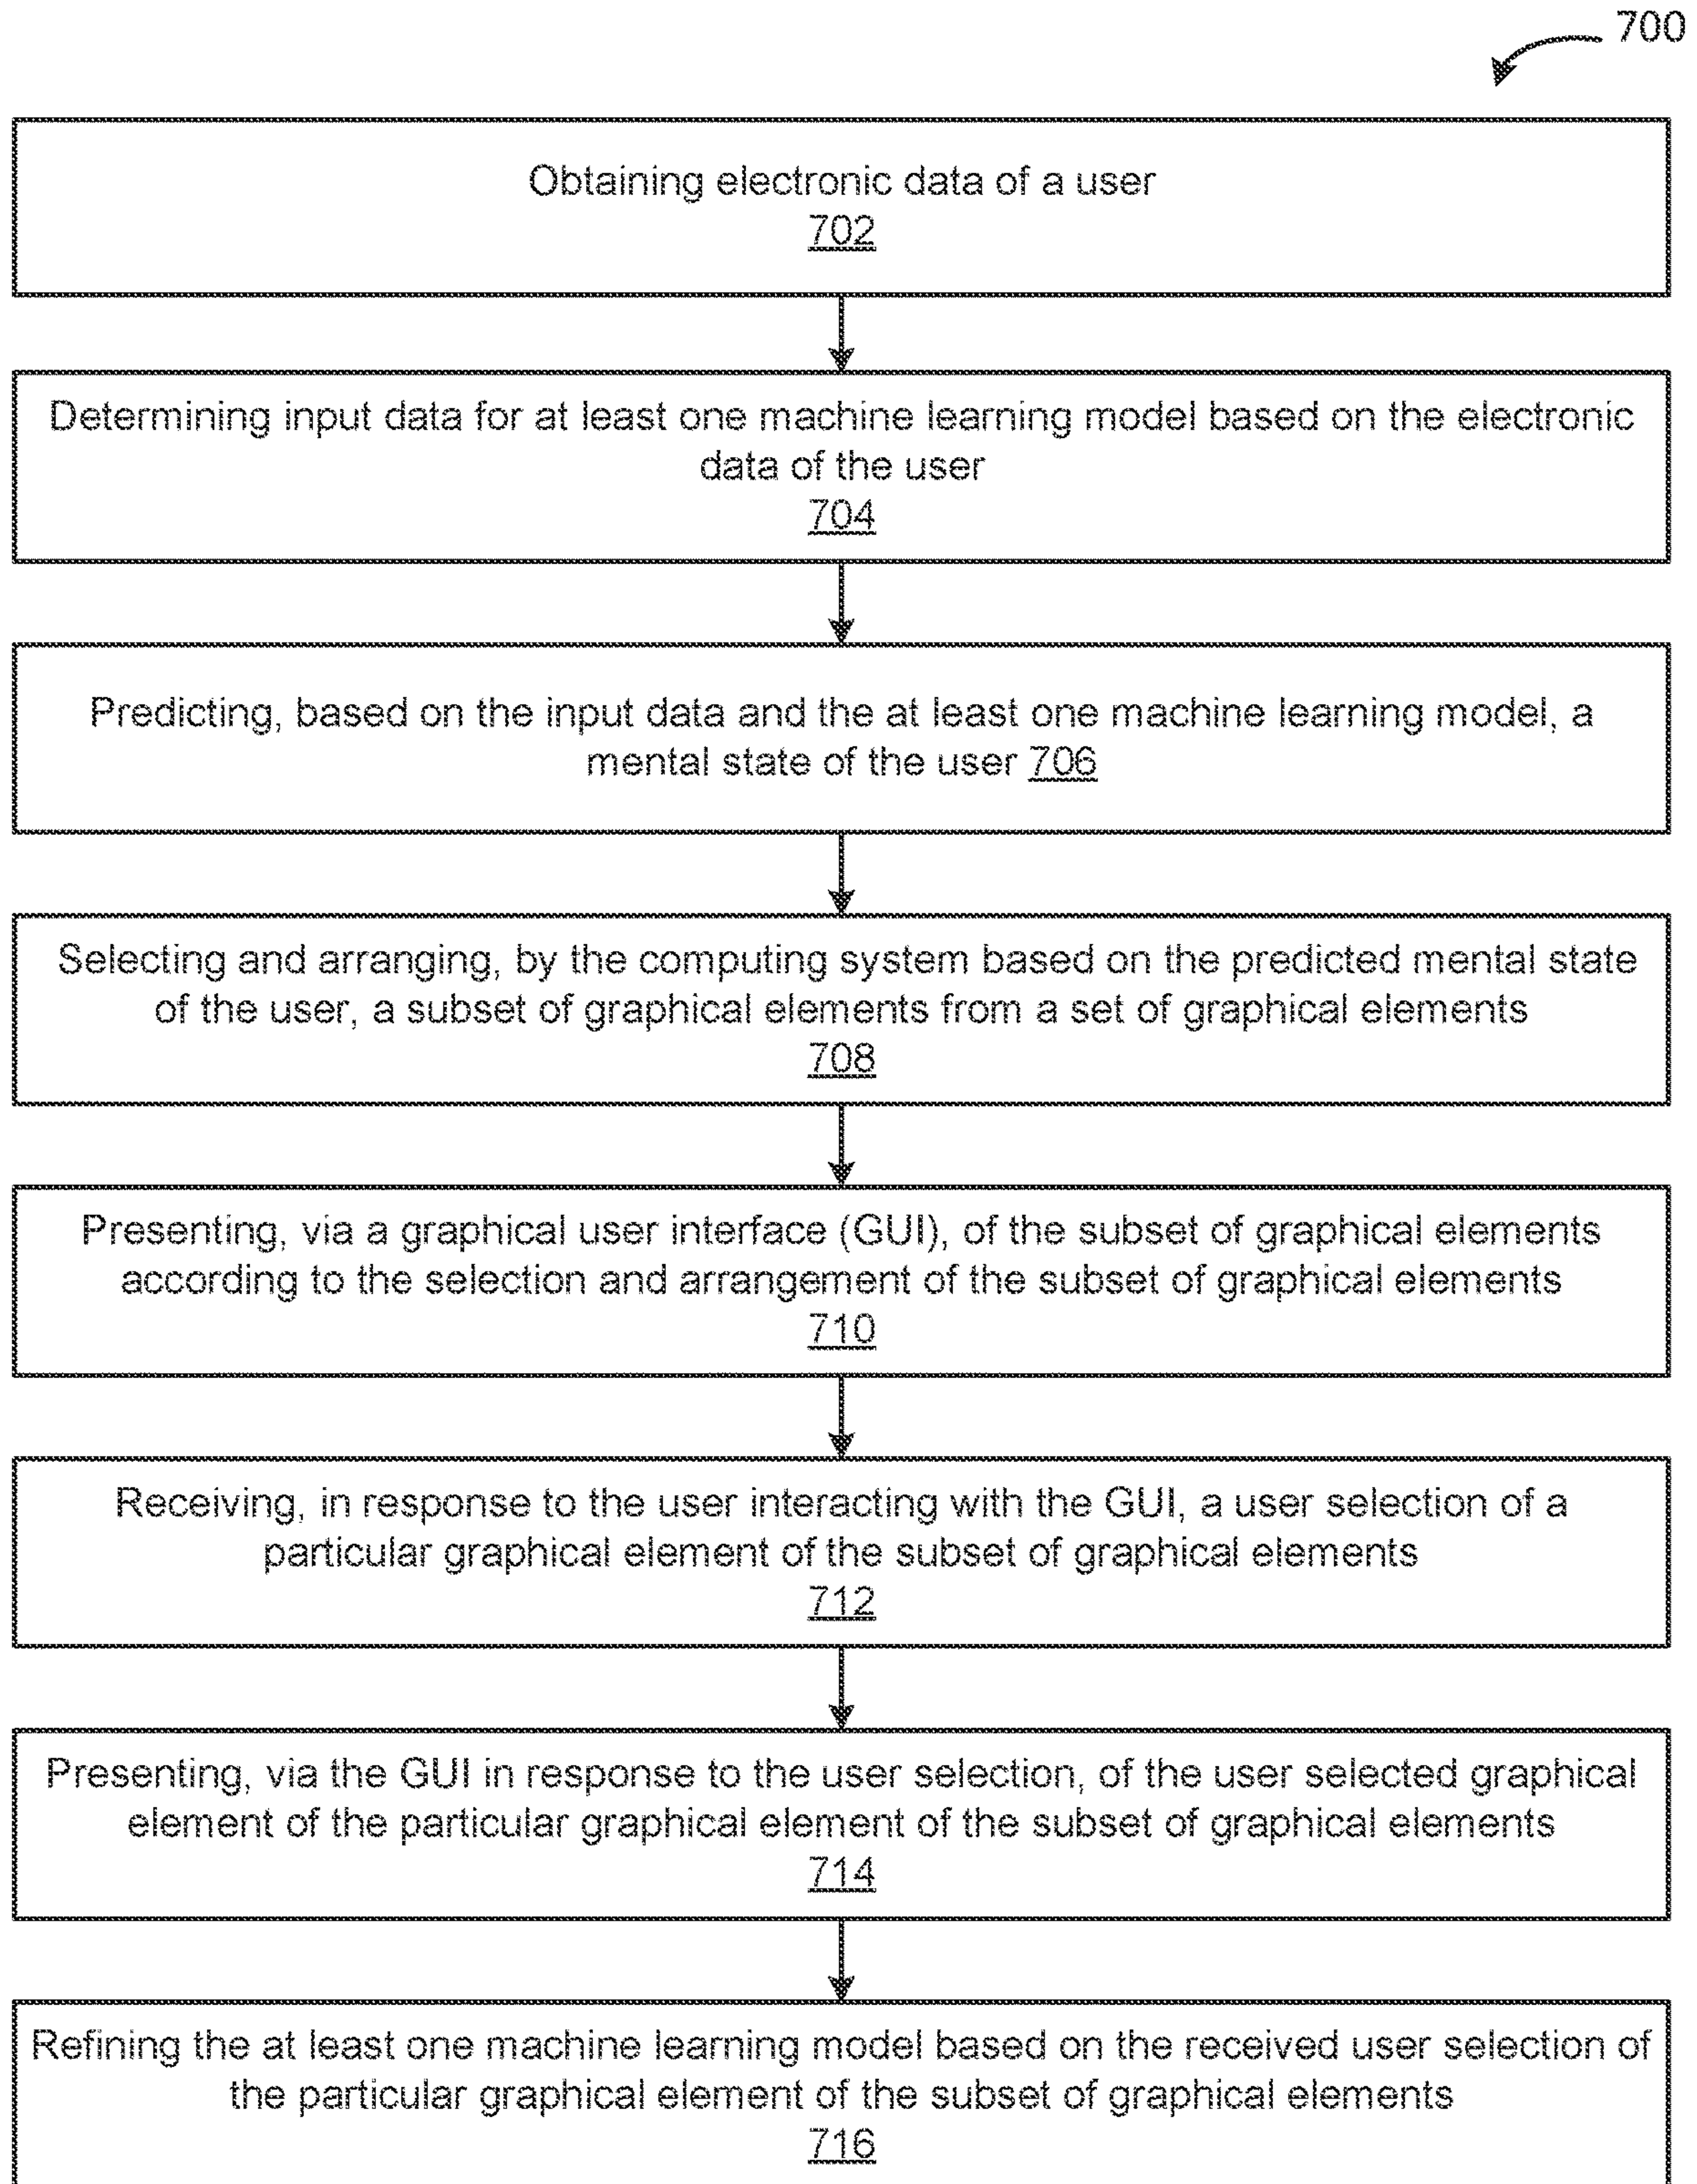 700
Obtaining electronic data of a user
702
Determining input data for at least one machine learning model based on the electronic
data of the user
704
Predicting, based on the input data and the at least one machine learning model, a
mental state of the user 706
Selecting and arranging, by the computing system based on the predicted mental state
of the user, a subset of graphical elements from a set of graphical elements
708
Presenting, via a graphical user interface (GUI), of the subset of graphical elements
according to the selection and arrangement of the subset of graphical elements
710
Receiving, in response to the user interacting with the GUI, a user selection of a
particular graphical element of the subset of graphical elements
712
Presenting, via the GUI in response to the user selection, of the user selected graphical
element of the particular graphical element of the subset of graphical elements
714
Refining the at least one machine learning model based on the received user selection of
the particular graphical element of the subset of graphical elements
716